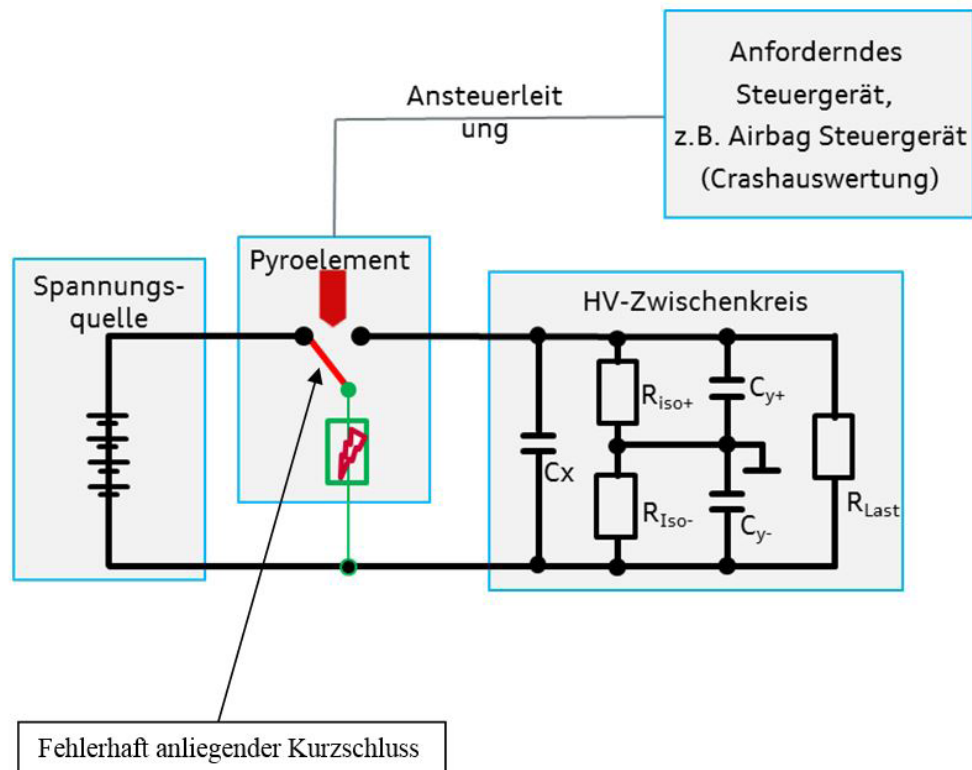 Anforderndes
Steuergerät,
z.B. Airbag Steuergerät
(Crashauswertung)
Ansteuerleit
ung
Pyroelement
Spannungs-
quelle
HV-Zwischenkreis
Riso+
Cy+
Cx
RIso-
Cy-
RLast
Fehlerhaft anliegender Kurzschluss